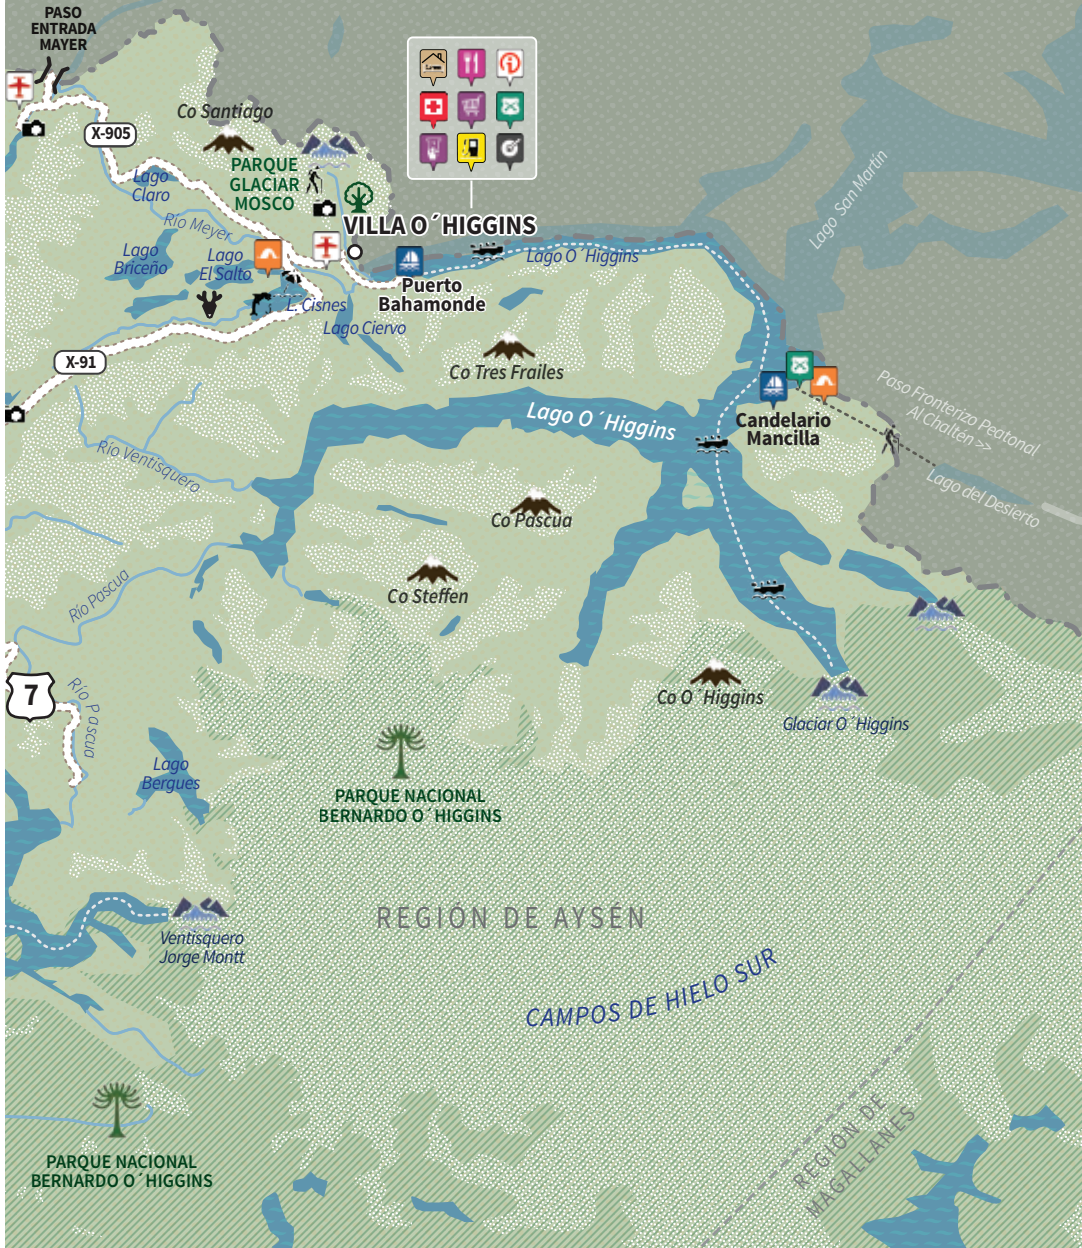 PASO
ENTRADA
MAYER
Co Santiago
X-905
PARQUE
GLACIAR
MOSCO
Lago
Claro
Río Meyer
VILLA O´HIGGINS
Lago San Martín
Lago
Briceño
Lago
El Salto
Lago O´Higgins
Puerto
Bahamonde
L. Cisnes
Lago Ciervo
X-91
Co Tres Frailes
Paso Fronterizo Peatonal
Al Chaltén >>
Lago O´Higgins
Candelario
Mancilla
Río Ventisquero
Lago del Desierto
Co Pascua
Río Pascua
Co Steffen
7
Río Pascua
Co O´Higgins
Glaciar O´Higgins
Lago
Bergues
PARQUE NACIONAL
BERNARDO O´HIGGINS
REGIÓN DE AYSÉN
Ventisquero
Jorge Montt
CAMPOS DE HIELO SUR
REGIÓN DE
MAGALLANES
PARQUE NACIONAL
BERNARDO O´HIGGINS